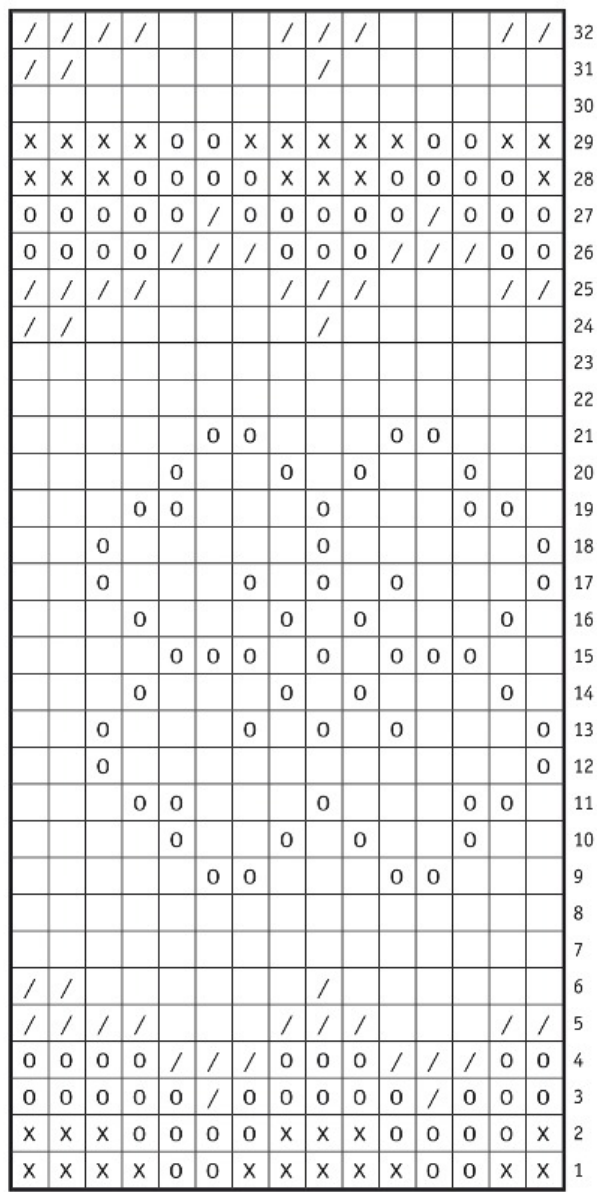 / / / / / / / / / 32
/ / / 31
30
X X X X O O X X X X X O O X X 29
X X X O O O O X X X O O O O X 28
O O O O O / O O O O O / O O O 27
O O O O / / / O O O / / / O O 26
/ / / / / / / / / 25
/ / / 24
23
22
O O O O 21
O O O O 20
O O O O O 19
O O O 18
O O O O O 17
O O O O 16
O O O O O O O 15
O O O O 14
O O O O O 13
O O 12
O O O O O 11
O O O O 10
O O O O 9
8
7
/ / / 6
/ / / / / / / / / 5
O O O O / / / O O O / / / O O 4
O O O O O / O O O O O / O O O 3
X X X O O O O X X X O O O O X 2
X X X X O O X X X X X O O X X 1